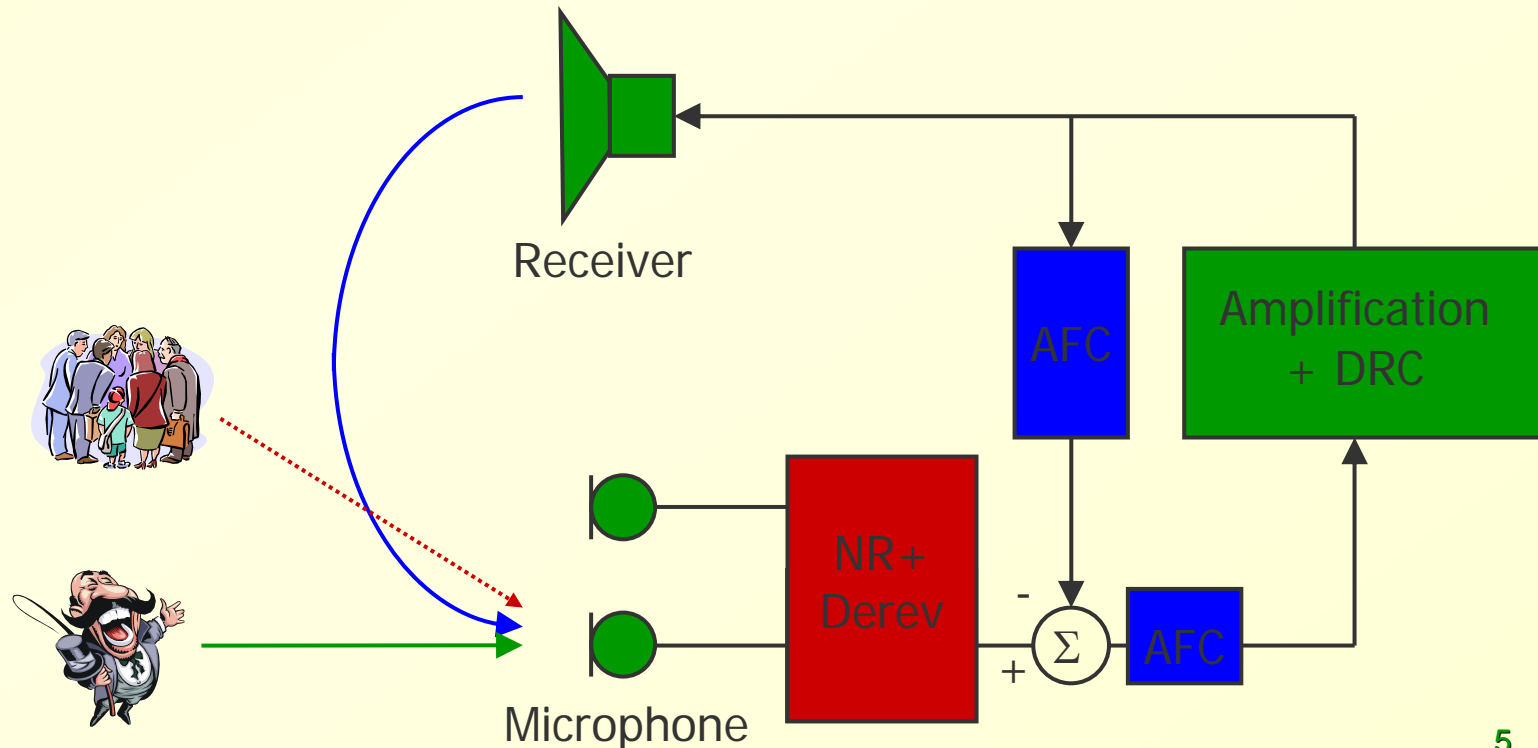 Receiver
AFC
Amplification
+ DRC
NR+
Derev
-
+
Σ
AFC
Microphone
5